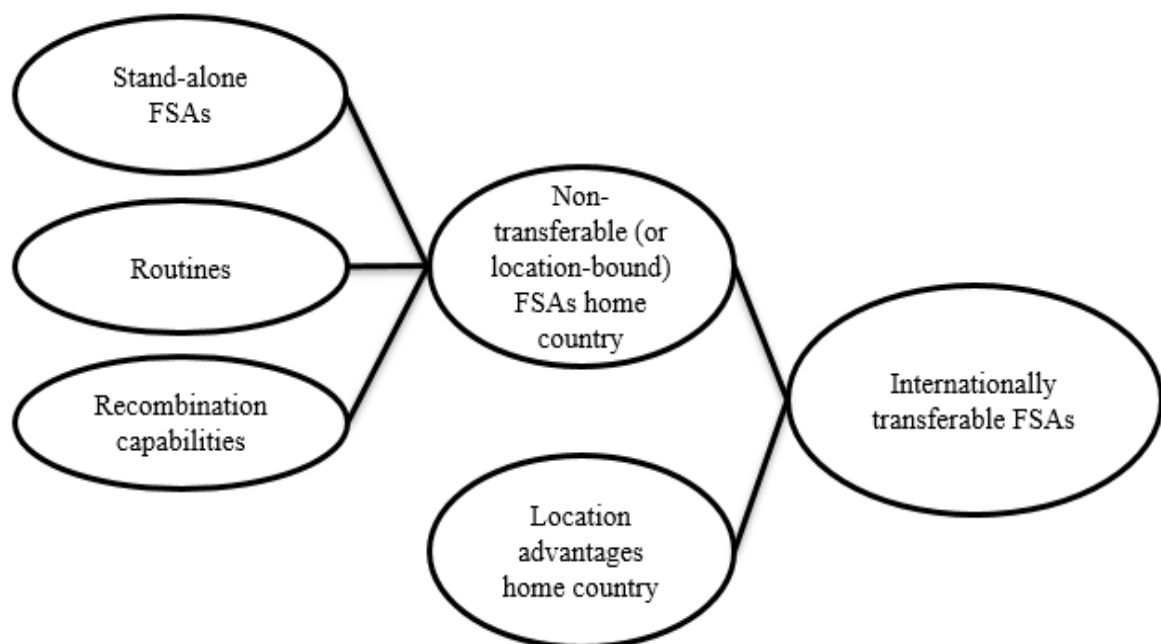 Stand-alone
FSAs
Routines
Recombination
capabilities
Non-
transferable (or
location-bound)
FSAs home
country
Location
advantages
home country
Internationally
transferable FSAs